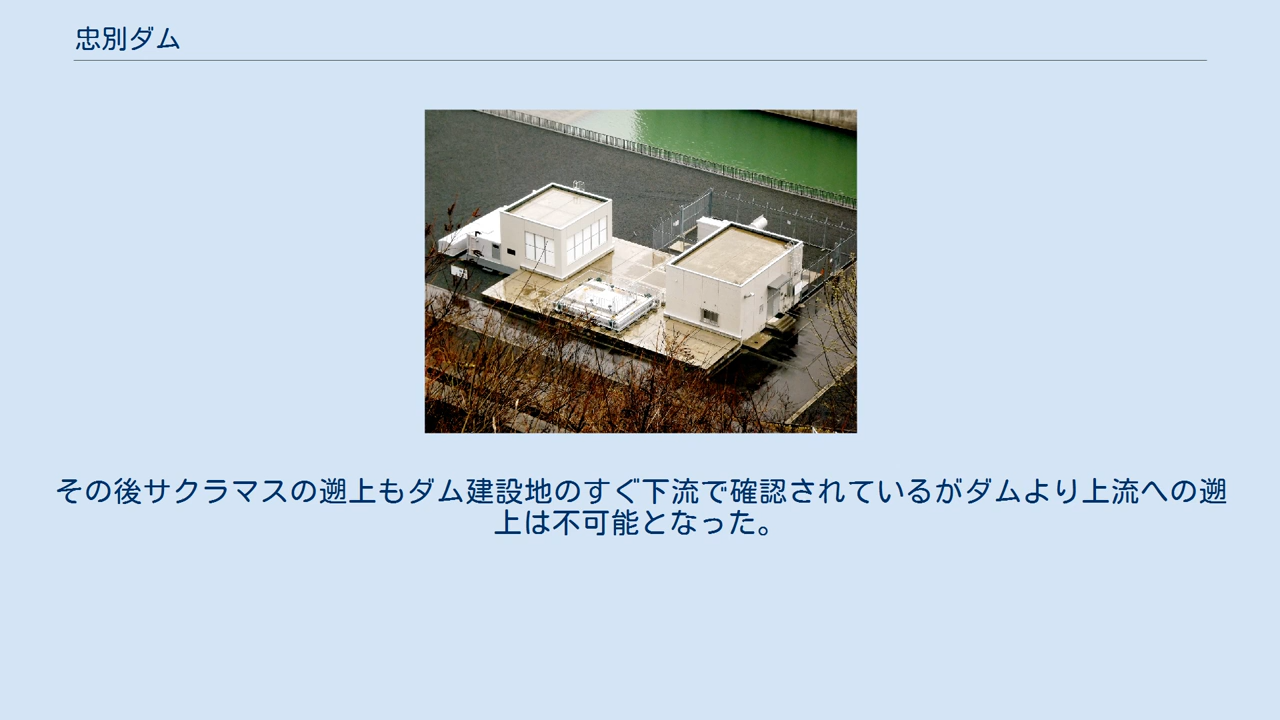 忠別ダム
その後サクラマスの遡上もダム建設地のすぐ下流で確認されているがダムより上流への遡
上は不可能となった。